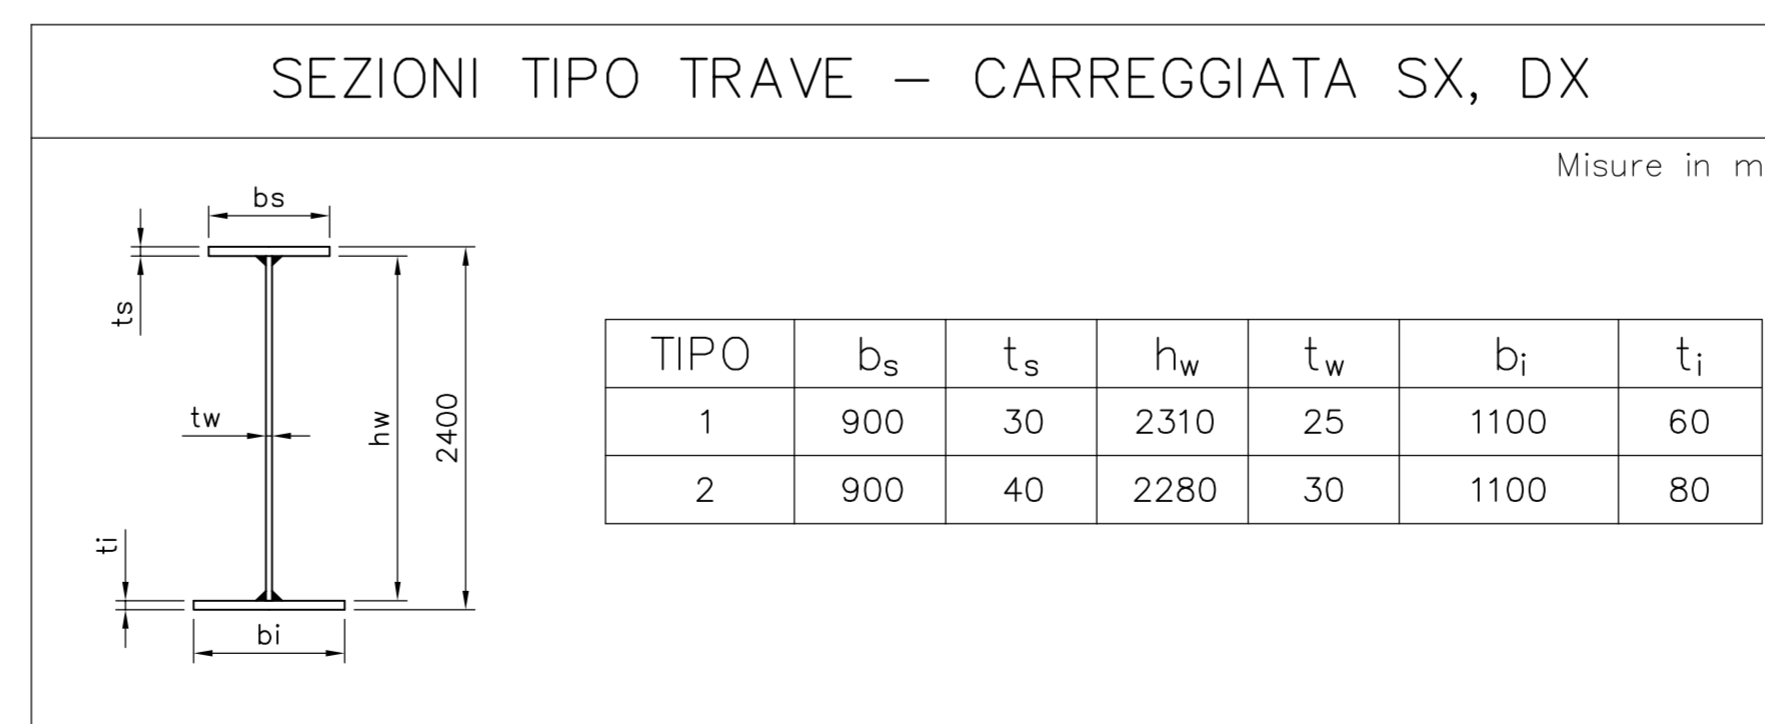 SEZIONI TIPO TRAVE – CARREGGIATA SX, DX
Misure in m
bs
ts
tw
hw
2400
ti
bi
TIPO bs ts hw tw bi ti
1 900 30 2310 25 1100 60
2 900 40 2280 30 1100 80